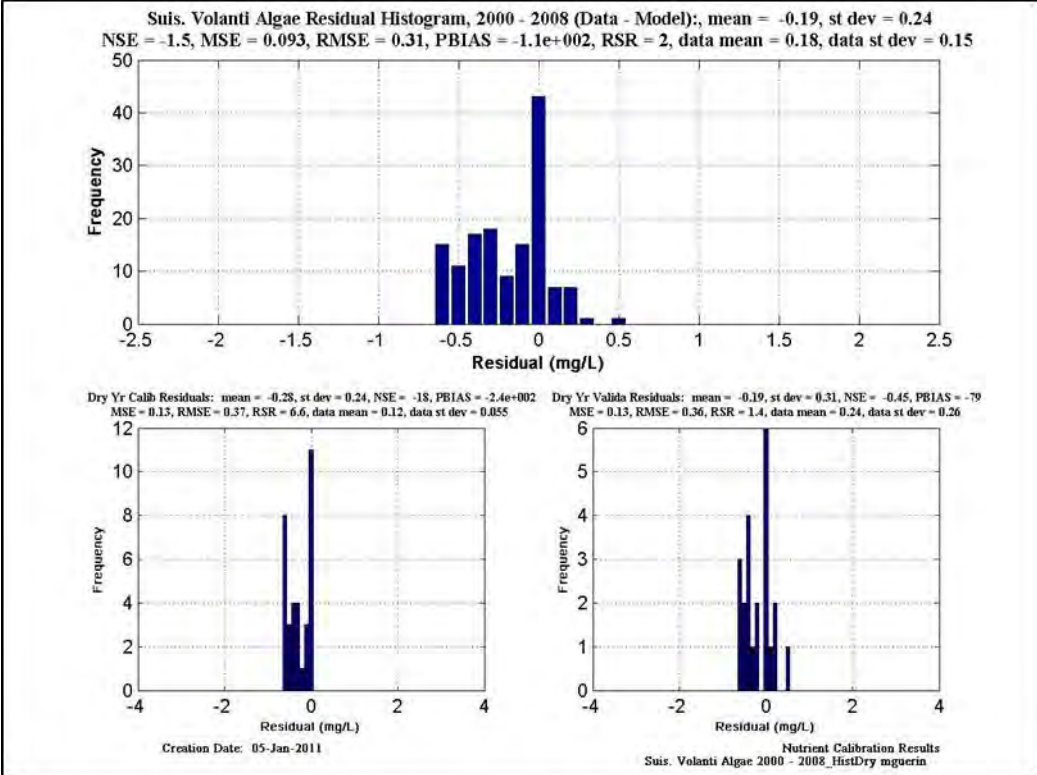 Suis. Volanti Algae Residual Histogram, 2000 - 2008 (Data - Model):, mean = -0.19, st dev = 0.24
NSE = -1.5, MSE = 0.093, RMSE = 0.31, PBIAS = -1.1e+002, RSR = 2, data mean = 0.18, data st dev = 0.15
50
40
30
20
10
0
Frequency
-2.5 -2 -1.5 -1 -0.5 0 0.5 1 1.5 2 2.5
Residual (mg/L)
Dry Yr Calib Residuals: mean = -0.28, st dev = 0.24, NSE = -18, PBIAS = -2.4e+002
MSE = 0.13, RMSE = 0.37, RSR = 6.6, data mean = 0.12, data st dev = 0.055
12
10
8
6
4
2
0
Frequency
-4 -2 0 2 4
Residual (mg/L)
Dry Yr Valida Residuals: mean = -0.19, st dev = 0.31, NSE = -0.45, PBIAS = -79
MSE = 0.13, RMSE = 0.36, RSR = 1.4, data mean = 0.24, data st dev = 0.26
6
5
4
3
2
1
0
Frequency
-4 -2 0 2 4
Residual (mg/L)
Creation Date: 05-Jan-2011
Nutrient Calibration Results
Suis. Volanti Algae 2000 - 2008_HistDry mguerin